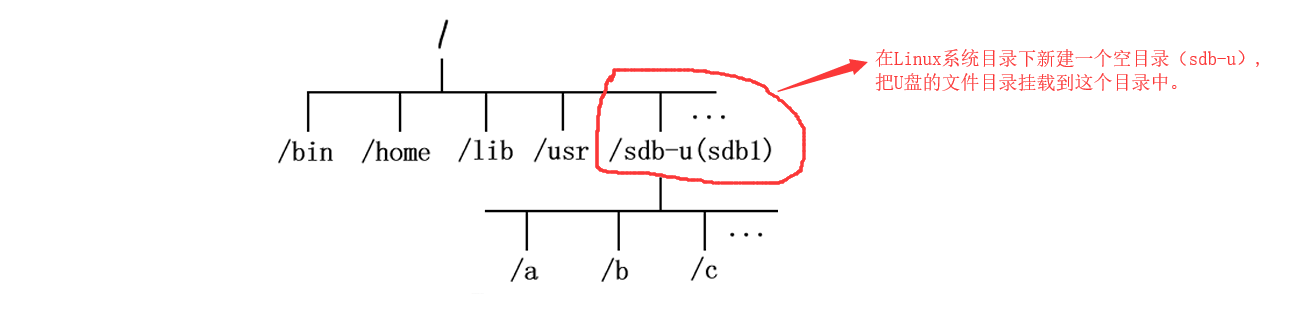 /
在Linux系统目录下新建一个空目录（sdb-u）,
把U盘的文件目录挂载到这个目录中。
...
/bin /home /lib /usr /sdb-u(sdb1)
...
/a /b /c